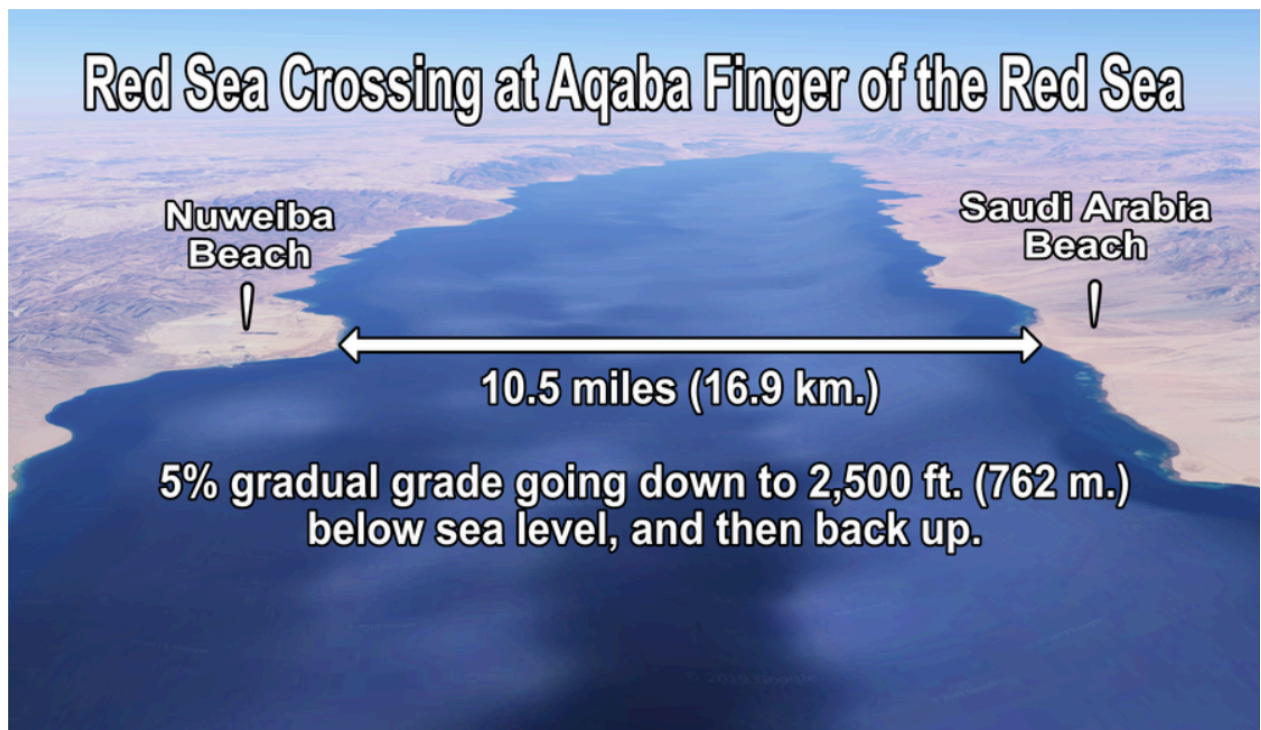 Red Sea Crossing at Aqaba Finger of the Red Sea
Nuweiba
Beach
Saudi Arabia
Beach
10.5 miles (16.9 km.)
5% gradual grade going down to 2,500 ft. (762 m.)
below sea level, and then back up.
© 2019 Google